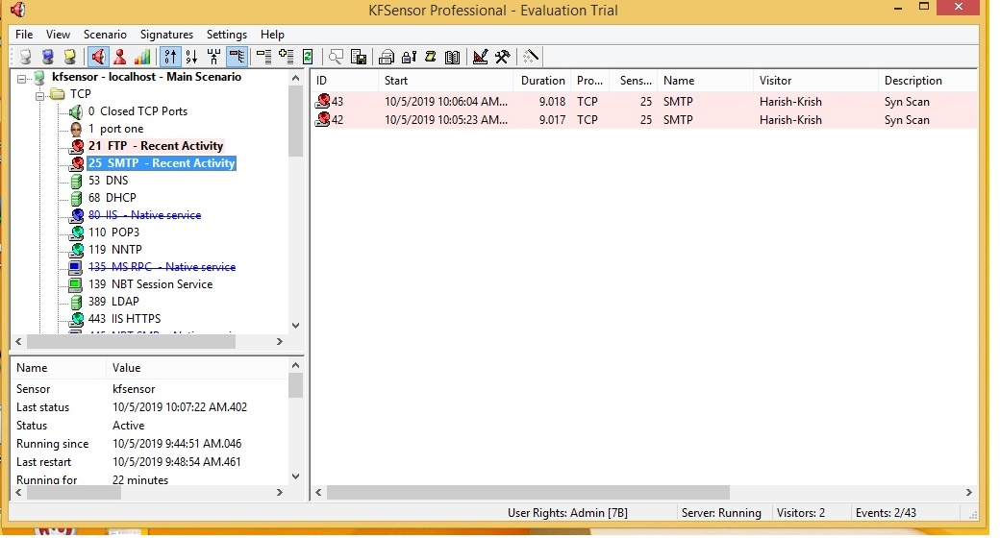 KFSensor Professional - Evaluation Trial
File View Scenario Signatures Settings Help
kfsensor - localhost - Main Scenario
TCP
0 Closed TCP Ports
1 port one
21 FTP - Recent Activity
25 SMTP - Recent Activity
53 DNS
68 DHCP
80 IIS - Native service
110 POP3
119 NNTP
135 MS RPC - Native service
139 NBT Session Service
389 LDAP
443 IIS HTTPS
ID Start Duration Pro... Sens... Name Visitor Description
43 10/5/2019 10:06:04 AM... 9.018 TCP 25 SMTP Harish-Krish Syn Scan
42 10/5/2019 10:05:23 AM... 9.017 TCP 25 SMTP Harish-Krish Syn Scan
Name Value
Sensor kfsensor
Last status 10/5/2019 10:07:22 AM.402
Status Active
Running since 10/5/2019 9:44:51 AM.046
Last restart 10/5/2019 9:48:54 AM.461
Running for 22 minutes
User Rights: Admin [7B] Server: Running Visitors: 2 Events: 2/43